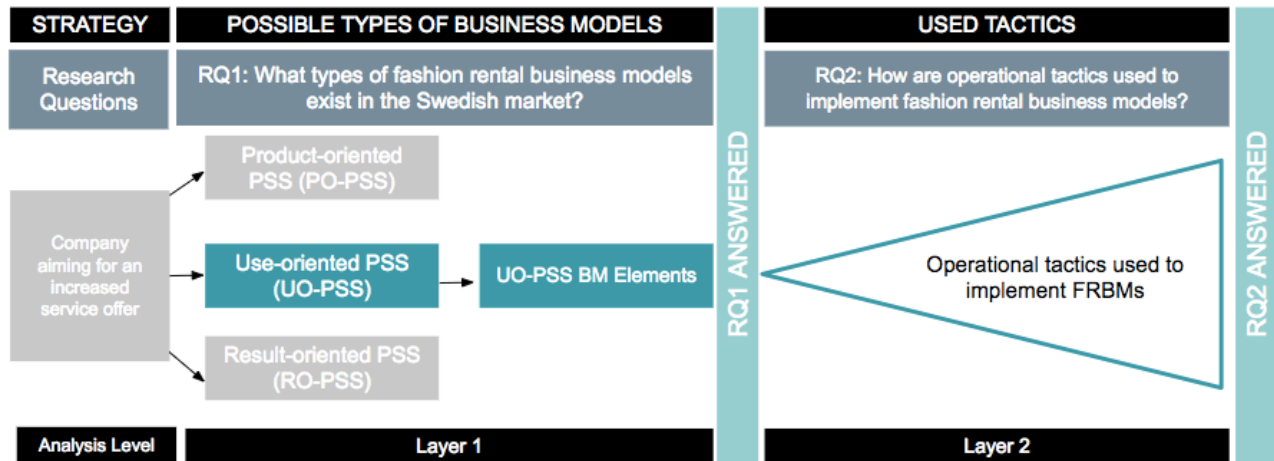 STRATEGY
POSSIBLE TYPES OF BUSINESS MODELS
USED TACTICS
Research
Questions
RQ1: What types of fashion rental business models
exist in the Swedish market?
RQ2: How are operational tactics used to
implement fashion rental business models?
Product-oriented
PSS (PO-PSS)
Company
aiming for an
increased
service offer
Use-oriented PSS
(UO-PSS)
UO-PSS BM Elements
Result-oriented PSS
(RO-PSS)
RQ1 ANSWERED
Operational tactics used to
implement FRBMs
RQ2 ANSWERED
Analysis Level
Layer 1
Layer 2